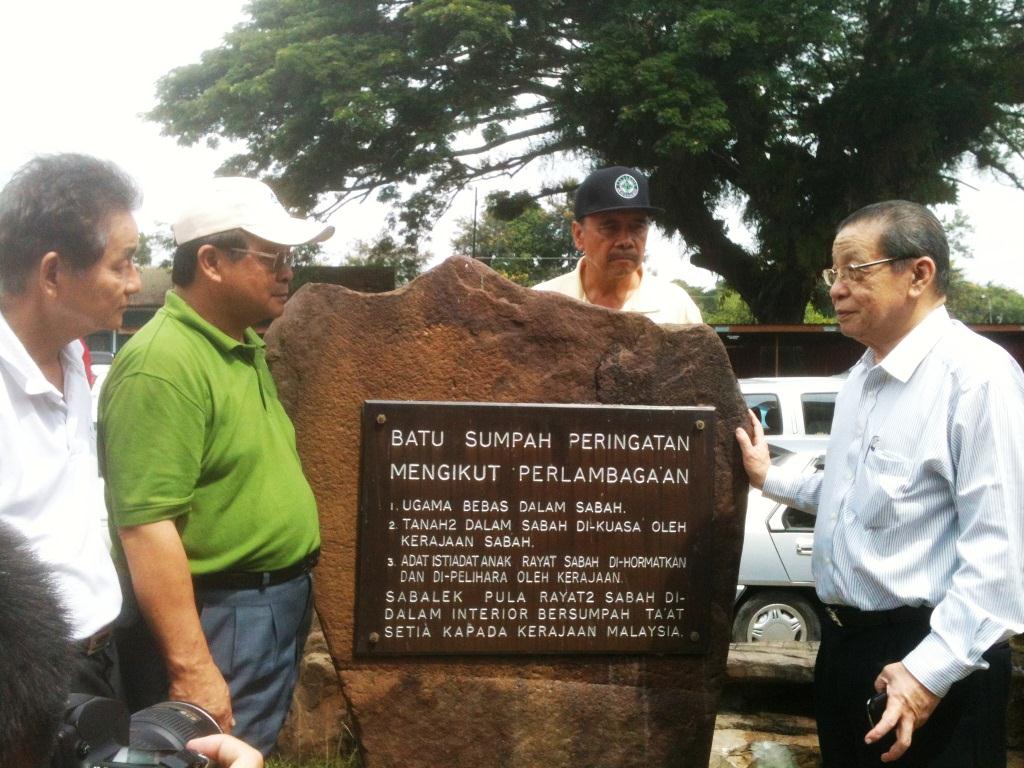 BATU SUMPAH PERINGATAN
MENGIKUT PERLAMBAGA'AN
1. UGAMA BEBAS DALAM SABAH.
2. TANAH2 DALAM SABAH DI-KUASA' OLEH
KERAJAAN SABAH.
3. ADAT ISTIADAT ANAK RAYAT SABAH DI-HORMATKAN
DAN DI-PELIHARA OLEH KERAJAAN.
SABALEK PULA RAYAT2 SABAH DI-
DALAM INTERIOR BERSUMPAH TA'AT
SETIA KAPADA KERAJAAN MALAYSIA.